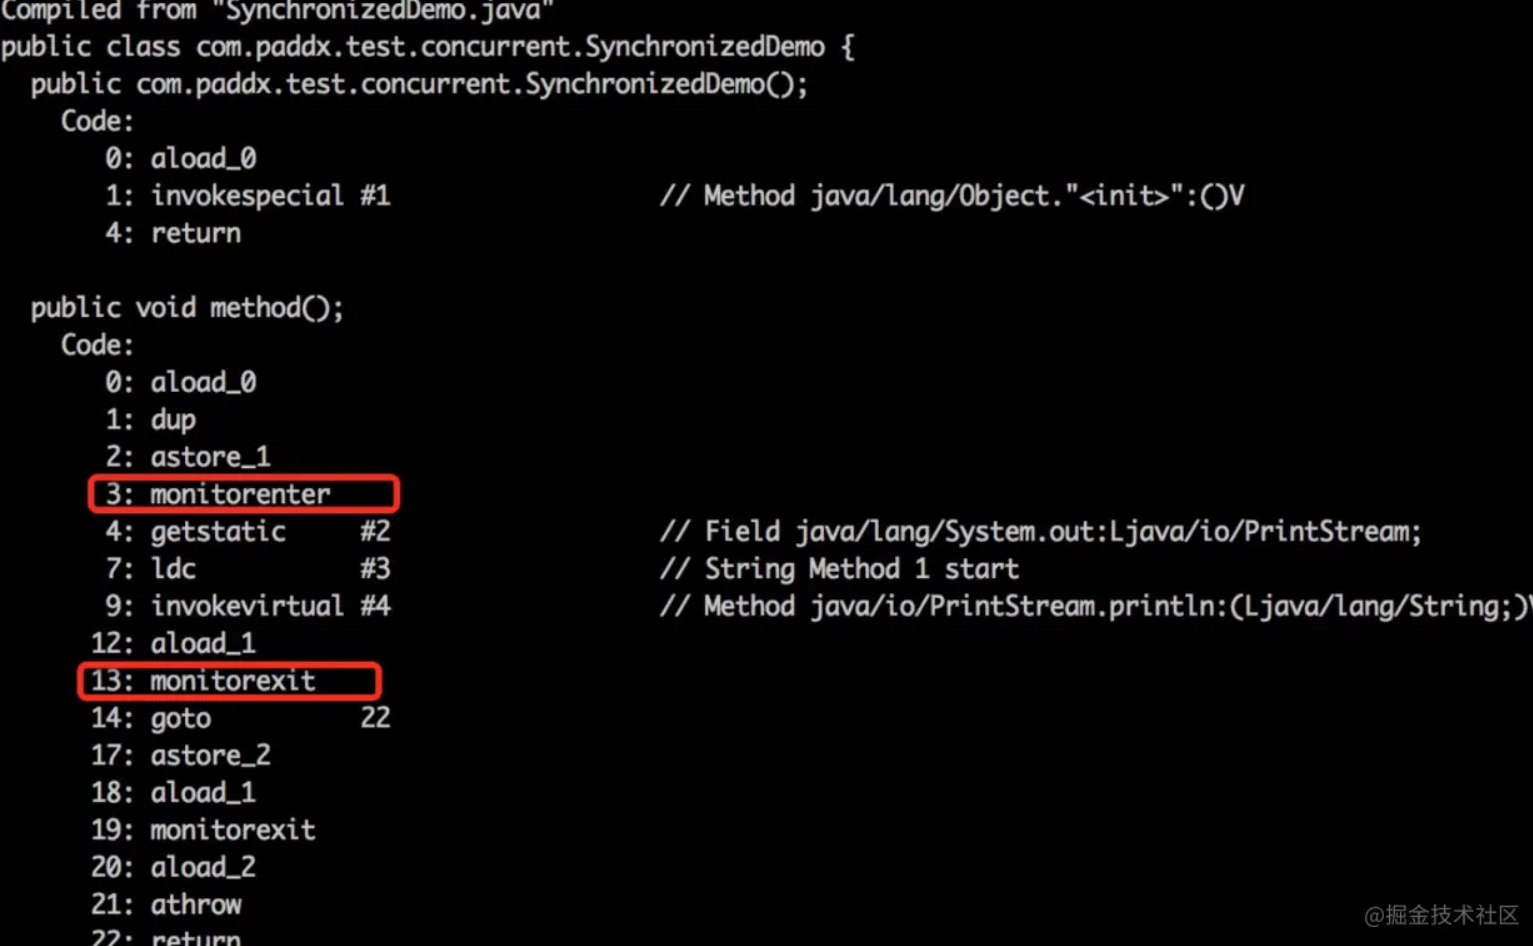 Compiled from "SynchronizedDemo.java"
public class com.paddx.test.concurrent.SynchronizedDemo {
  public com.paddx.test.concurrent.SynchronizedDemo();
    Code:
       0: aload_0
       1: invokespecial #1                  // Method java/lang/Object."<init>":()V
       4: return

  public void method();
    Code:
       0: aload_0
       1: dup
       2: astore_1
       3: monitorenter
       4: getstatic     #2                  // Field java/lang/System.out:Ljava/io/PrintStream;
       7: ldc           #3                  // String Method 1 start
       9: invokevirtual #4                  // Method java/io/PrintStream.println:(Ljava/lang/String;)V
      12: aload_1
      13: monitorexit
      14: goto          22
      17: astore_2
      18: aload_1
      19: monitorexit
      20: aload_2
      21: athrow
      22: return
@掘金技术社区